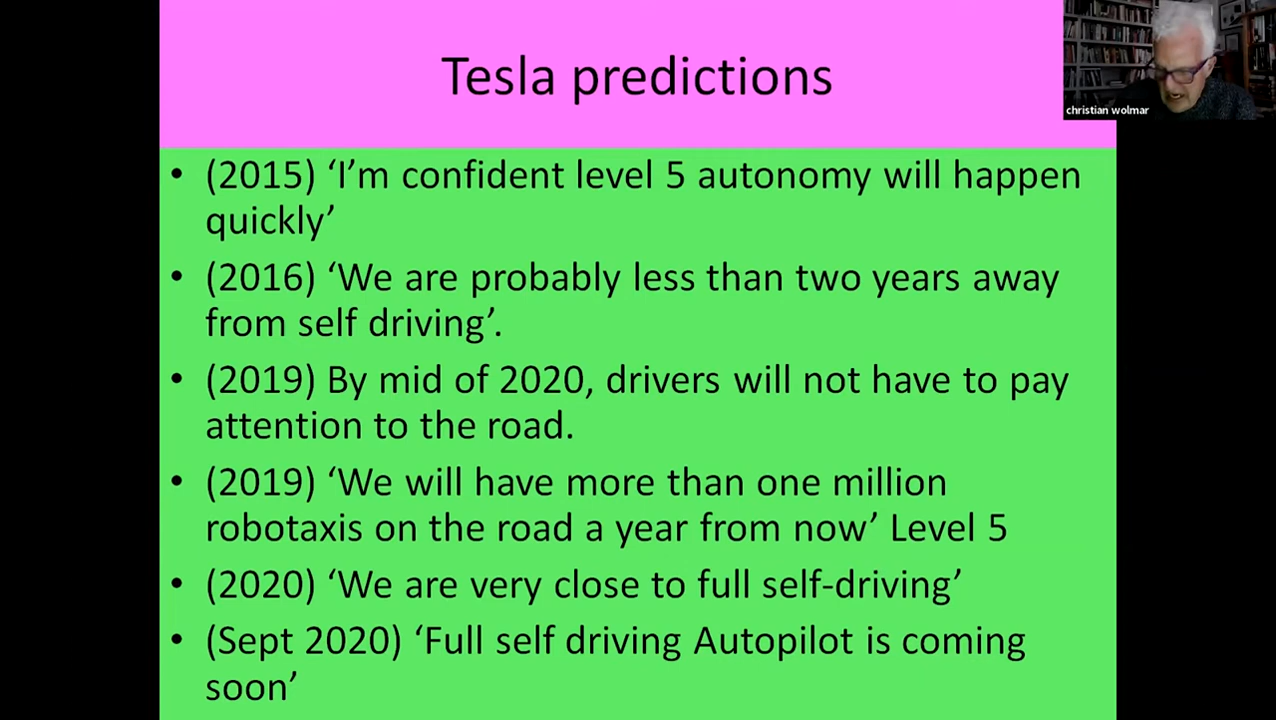 Tesla predictions
christian wolmar
• (2015) ‘I’m confident level 5 autonomy will happen
quickly’
• (2016) ‘We are probably less than two years away
from self driving’.
• (2019) By mid of 2020, drivers will not have to pay
attention to the road.
• (2019) ‘We will have more than one million
robotaxis on the road a year from now’ Level 5
• (2020) ‘We are very close to full self-driving’
• (Sept 2020) ‘Full self driving Autopilot is coming
soon’